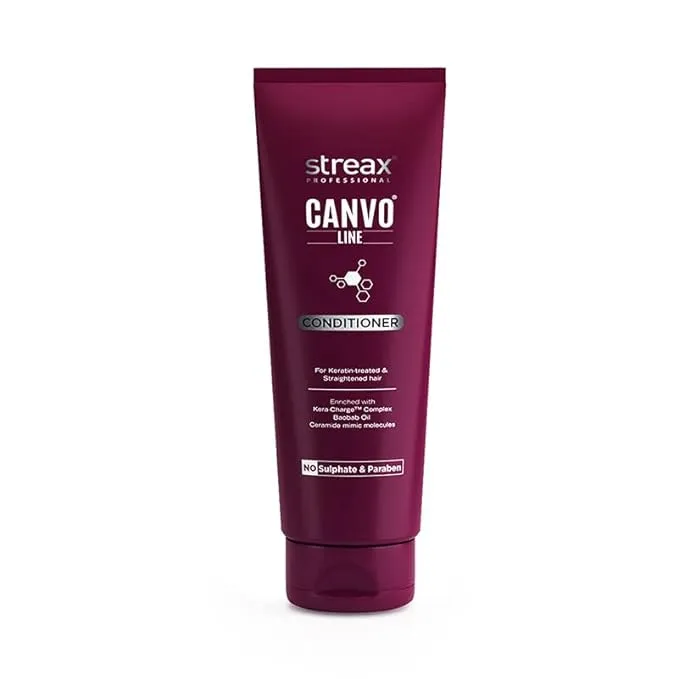 streax®
PROFESSIONAL
CANVO®
LINE
CONDITIONER
For Keratin-treated &
Straightened hair
Enriched with
Kera-Charge™ Complex
Baobab Oil
Ceramide mimic molecules
NO Sulphate & Paraben